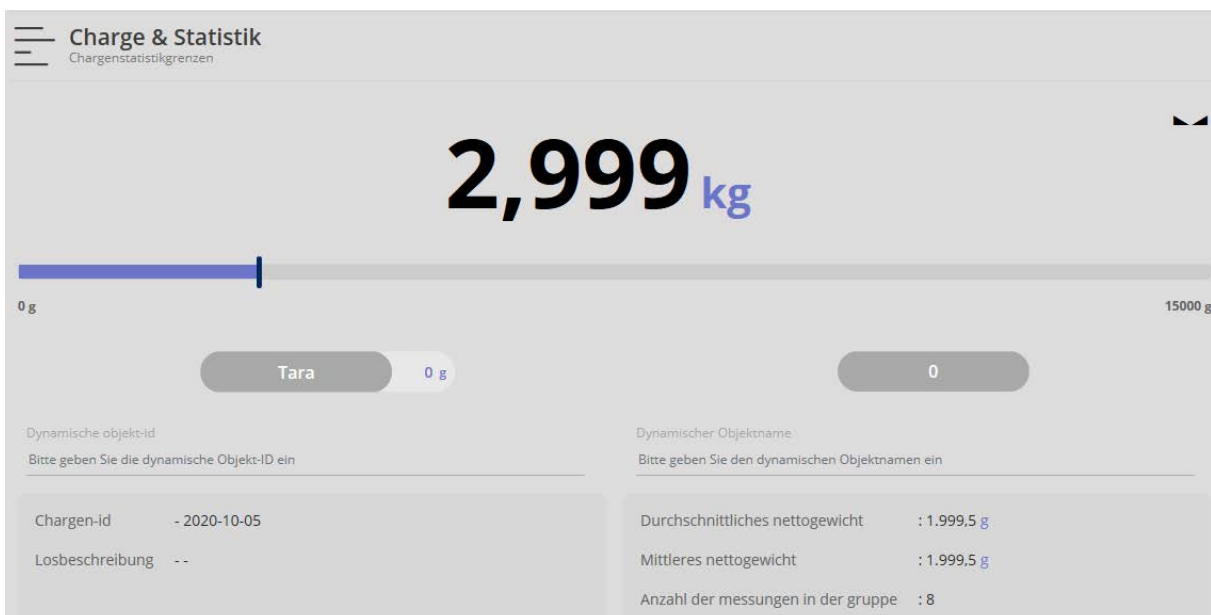 Charge & Statistik
Chargenstatistikgrenzen
2,999 kg
0 g
15000 g
Tara
0 g
0
Dynamische objekt-id
Dynamischer Objektname
Bitte geben Sie die dynamische Objekt-ID ein
Bitte geben Sie den dynamischen Objektnamen ein
Chargen-id - 2020-10-05
Losbeschreibung - -
Durchschnittliches nettogewicht : 1.999,5 g
Mittleres nettogewicht : 1.999,5 g
Anzahl der messungen in der gruppe : 8